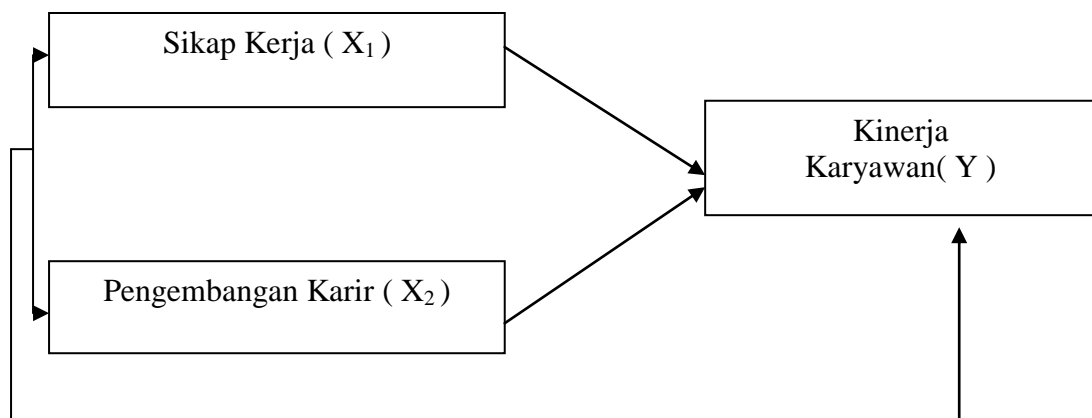 Sikap Kerja ( X₁ )
Kinerja
Karyawan( Y )
Pengembangan Karir ( X₂ )